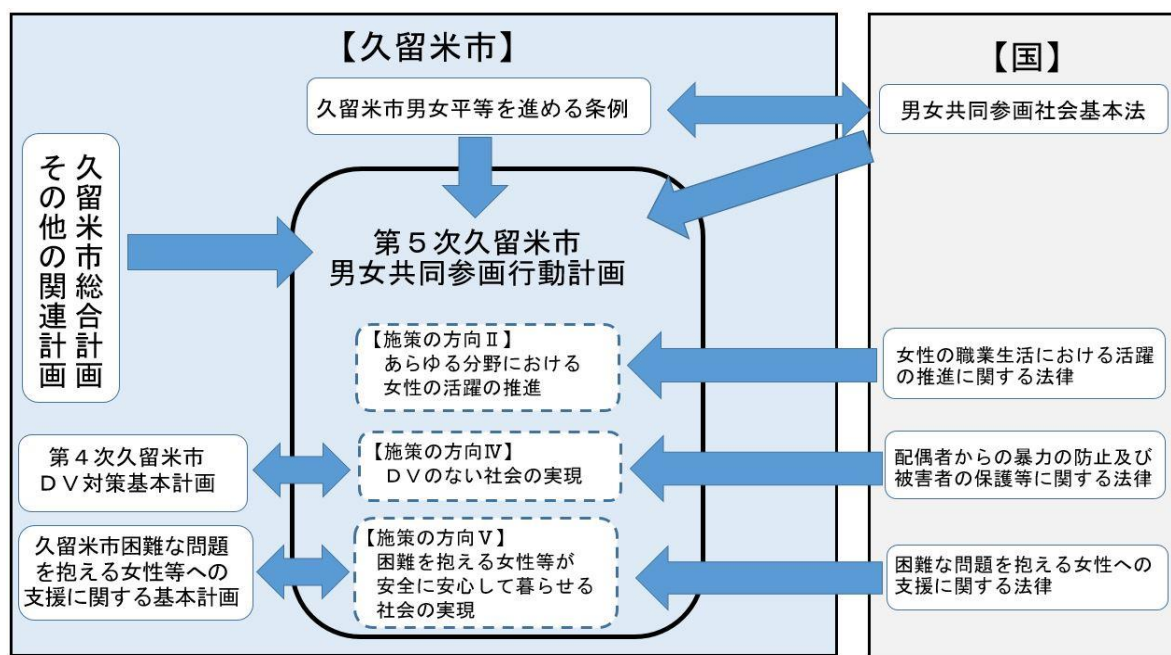 【久留米市】
久留米市男女平等を進める条例
久留米市総合計画
その他の関連計画
第５次久留米市
男女共同参画行動計画
【施策の方向Ⅱ】
あらゆる分野における
女性の活躍の推進
第４次久留米市
ＤＶ対策基本計画
【施策の方向Ⅳ】
ＤＶのない社会の実現
久留米市困難な問題
を抱える女性等への
支援に関する基本計画
【施策の方向Ⅴ】
困難を抱える女性等が
安全に安心して暮らせる
社会の実現
【国】
男女共同参画社会基本法
女性の職業生活における活躍
の推進に関する法律
配偶者からの暴力の防止及び
被害者の保護等に関する法律
困難な問題を抱える女性への
支援に関する法律